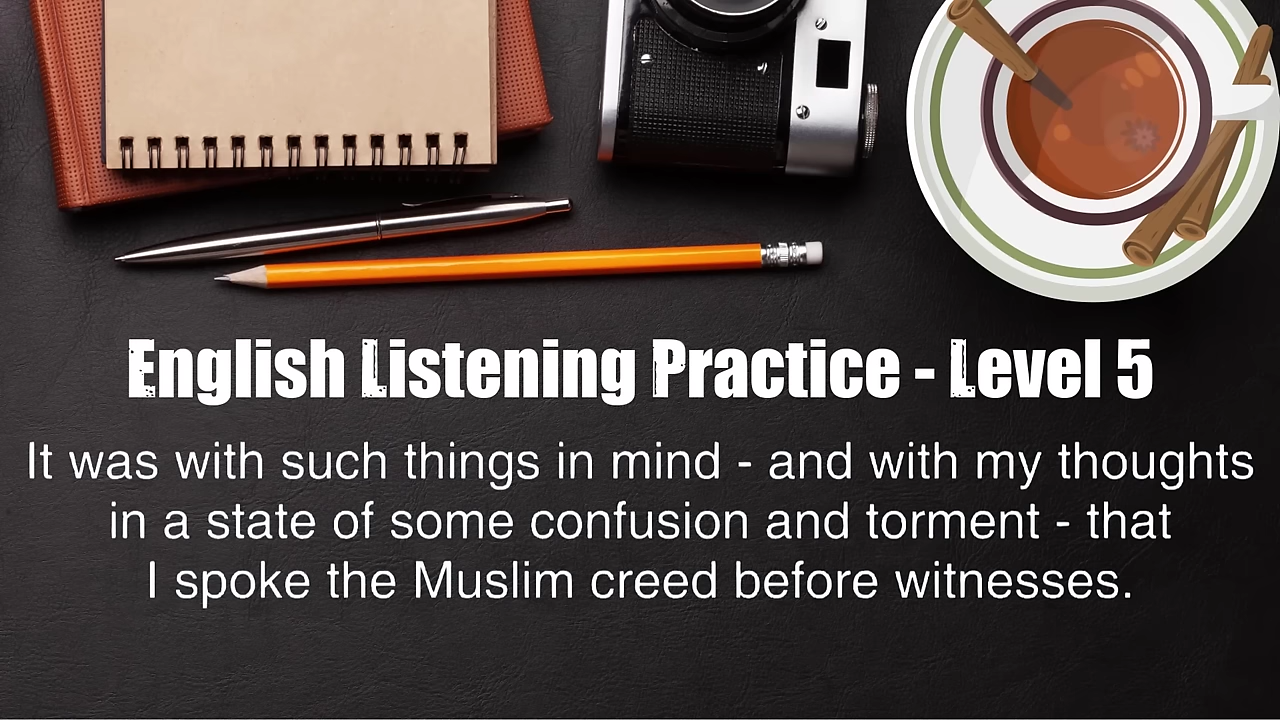 English Listening Practice - Level 5
It was with such things in mind - and with my thoughts
in a state of some confusion and torment - that
I spoke the Muslim creed before witnesses.